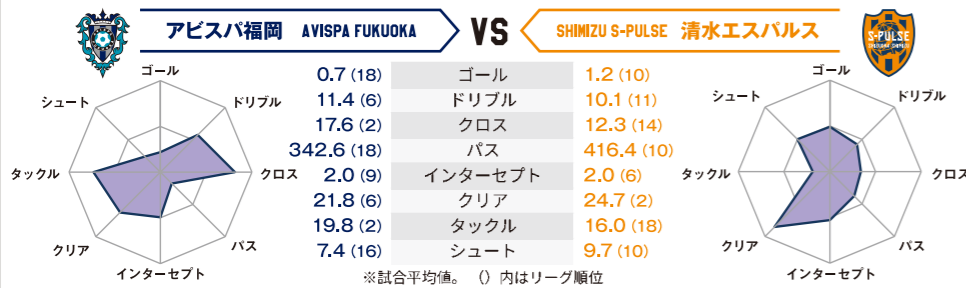 アビスパ福岡 AVISPA FUKUOKA VS SHIMIZU S-PULSE 清水エスパルス
S-PULSE
ゴール
ドリブル
クロス
パス
インターセプト
クリア
タックル
シュート
0.7 (18) ゴール 1.2 (10)
11.4 (6) ドリブル 10.1 (11)
17.6 (2) クロス 12.3 (14)
342.6 (18) パス 416.4 (10)
2.0 (9) インターセプト 2.0 (6)
21.8 (6) クリア 24.7 (2)
19.8 (2) タックル 16.0 (18)
7.4 (16) シュート 9.7 (10)
※試合平均値。（）内はリーグ順位
ゴール
ドリブル
クロス
パス
インターセプト
クリア
タックル
シュート